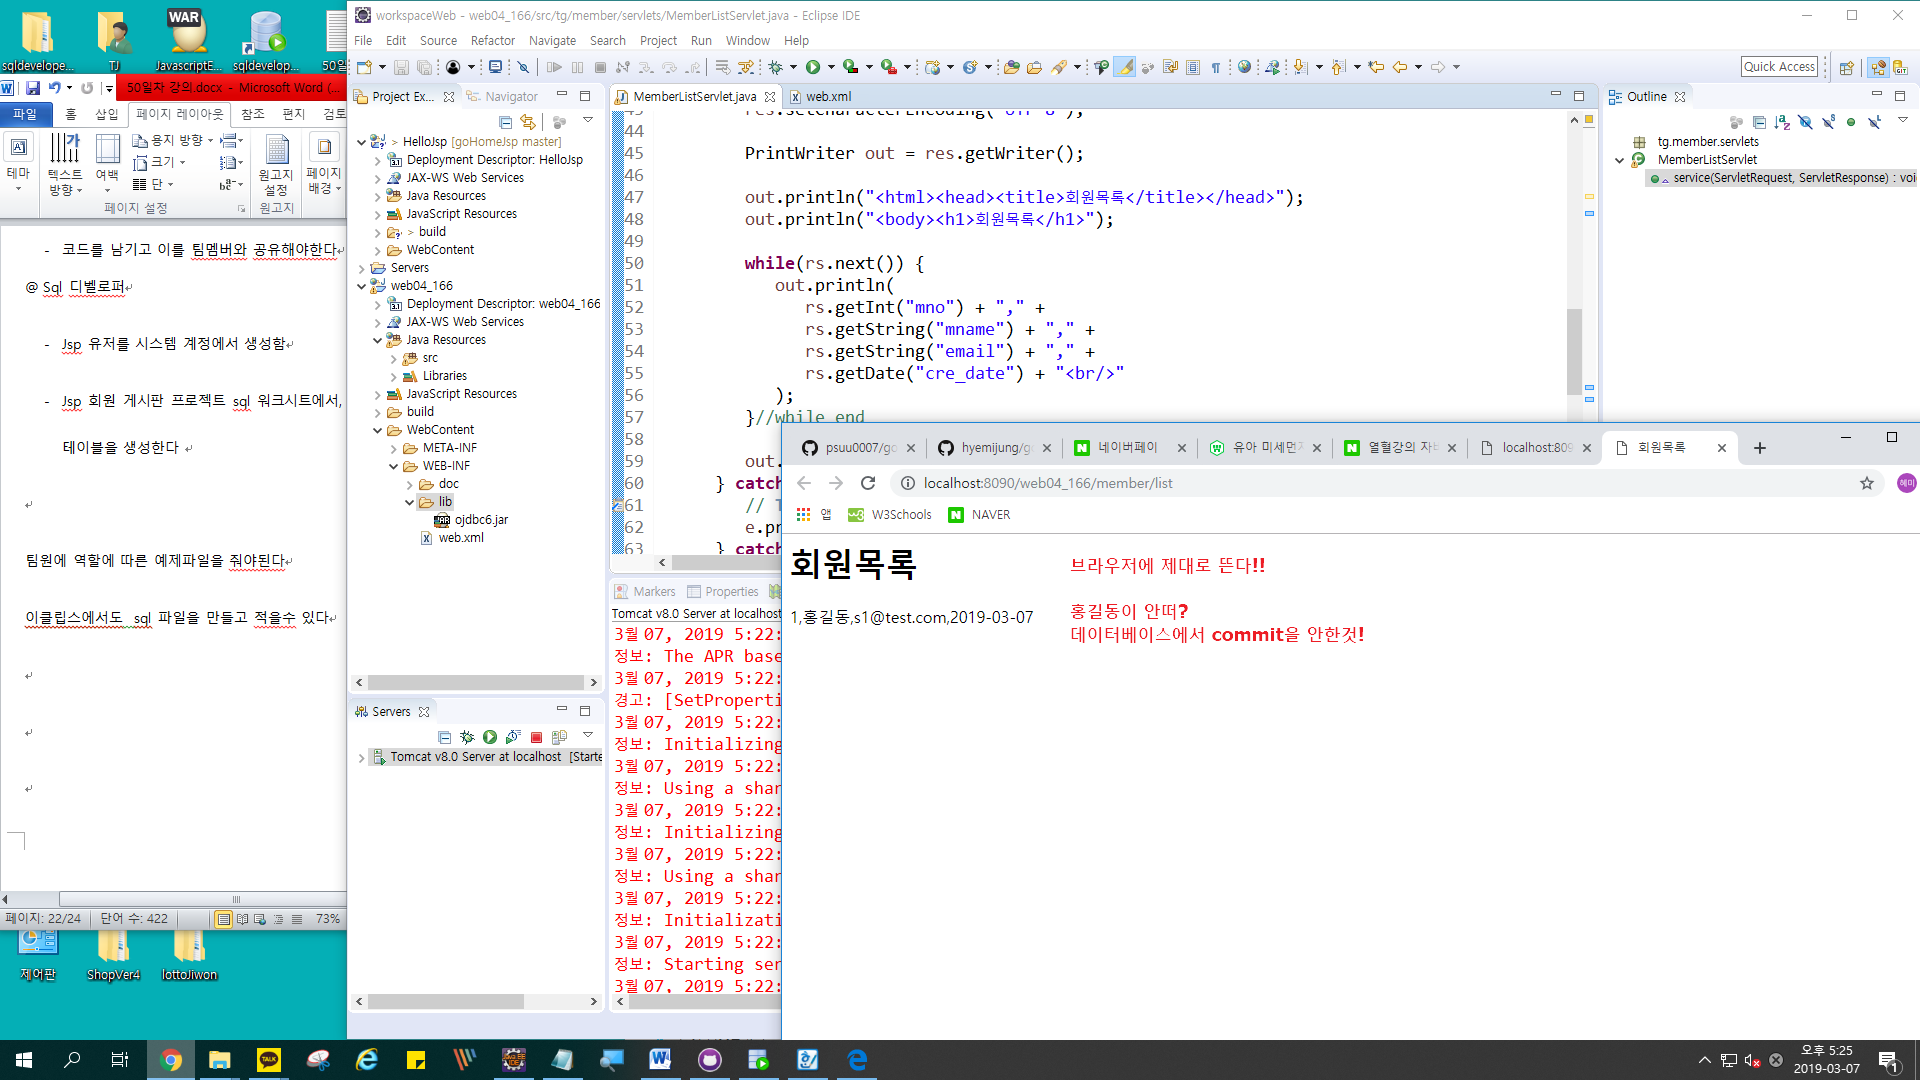 sqldevelope...
TJ
WAR
JavascriptE...
sqldevelop...
50일
50일차 강의.docx - Microsoft Word (...
파일
홈
삽입
페이지 레이아웃
참조
편지
검토
테마
텍스트 방향
여백
용지 방향
크기
단
원고지 설정
페이지 배경
페이지 설정
원고지
- 코드를 남기고 이를 팀멤버와 공유해야한다
@ Sql 디벨로퍼
- Jsp 유저를 시스템 계정에서 생성함
- Jsp 회원 게시판 프로젝트 sql 워크시트에서,
테이블을 생성한다
팀원에 역할에 따른 예제파일을 줘야된다
이클립스에서도 sql 파일을 만들고 적을수 있다
페이지: 22/24
단어 수: 422
73%
제어판
ShopVer4
lottoJiwon
workspaceWeb - web04_166/src/tg/member/servlets/MemberListServlet.java - Eclipse IDE
File Edit Source Refactor Navigate Search Project Run Window Help
Quick Access
Project Ex...
Navigator
> HelloJsp [goHomeJsp master]
Deployment Descriptor: HelloJsp
JAX-WS Web Services
Java Resources
JavaScript Resources
> build
WebContent
Servers
web04_166
Deployment Descriptor: web04_166
JAX-WS Web Services
Java Resources
src
Libraries
JavaScript Resources
build
WebContent
META-INF
WEB-INF
doc
lib
ojdbc6.jar
web.xml
Servers
Tomcat v8.0 Server at localhost [Starte
MemberListServlet.java
web.xml
44
45 PrintWriter out = res.getWriter();
46
47 out.println("<html><head><title>회원목록</title></head>");
48 out.println("<body><h1>회원목록</h1>");
49
50 while(rs.next()) {
51 out.println(
52 rs.getInt("mno") + "," +
53 rs.getString("mname") + "," +
54 rs.getString("email") + "," +
55 rs.getDate("cre_date") + "<br/>"
56 );
57 }//while end
58
59 out.
60 } catch
61 // T
62 e.pr
63 } catc
Markers
Properties
Tomcat v8.0 Server at localhost
3월 07, 2019 5:22:
정보: The APR base
3월 07, 2019 5:22:
경고: [SetProperti
3월 07, 2019 5:22:
정보: Initializing
3월 07, 2019 5:22:
정보: Using a shar
3월 07, 2019 5:22:
정보: Initializing
3월 07, 2019 5:22:
정보: Using a shar
3월 07, 2019 5:22:
정보: Initializati
3월 07, 2019 5:22:
정보: Starting ser
3월 07, 2019 5:22:
Outline
tg.member.servlets
MemberListServlet
service(ServletRequest, ServletResponse) : voi
psuu0007/go
hyemijung/g
네이버페이
유아 미세먼지
열혈강의 자바
localhost:809
회원목록
localhost:8090/web04_166/member/list
혜미
앱
W3Schools
NAVER
회원목록
1,홍길동,s1@test.com,2019-03-07
브라우저에 제대로 뜬다!!
홍길동이 안떠?
데이터베이스에서 commit을 안한것!
오후 5:25
2019-03-07
1